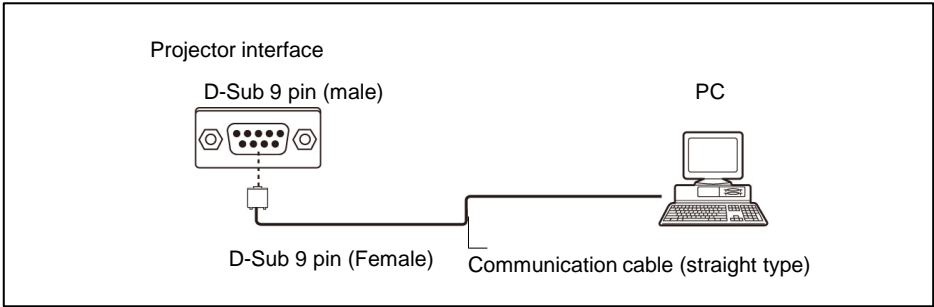 Projector interface
D-Sub 9 pin (male)
PC
D-Sub 9 pin (Female)
Communication cable (straight type)